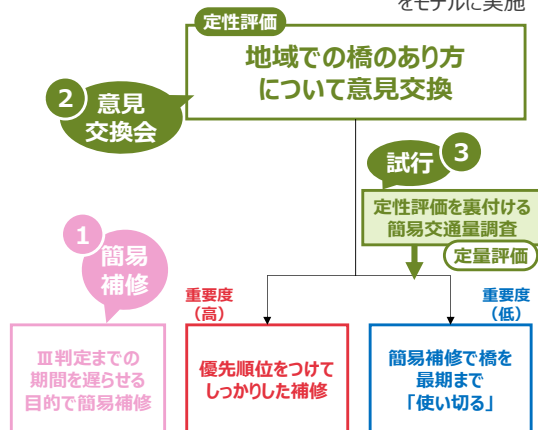 をモデルに実施
定性評価
地域での橋のあり方
について意見交換
2
意見
交換会
試行
3
定性評価を裏付ける
簡易交通量調査
定量評価
1
簡易
補修
重要度
（高）
重要度
（低）
Ⅲ判定までの
期間を遅らせる
目的で簡易補修
優先順位をつけて
しっかりした補修
簡易補修で橋を
最期まで
「使い切る」